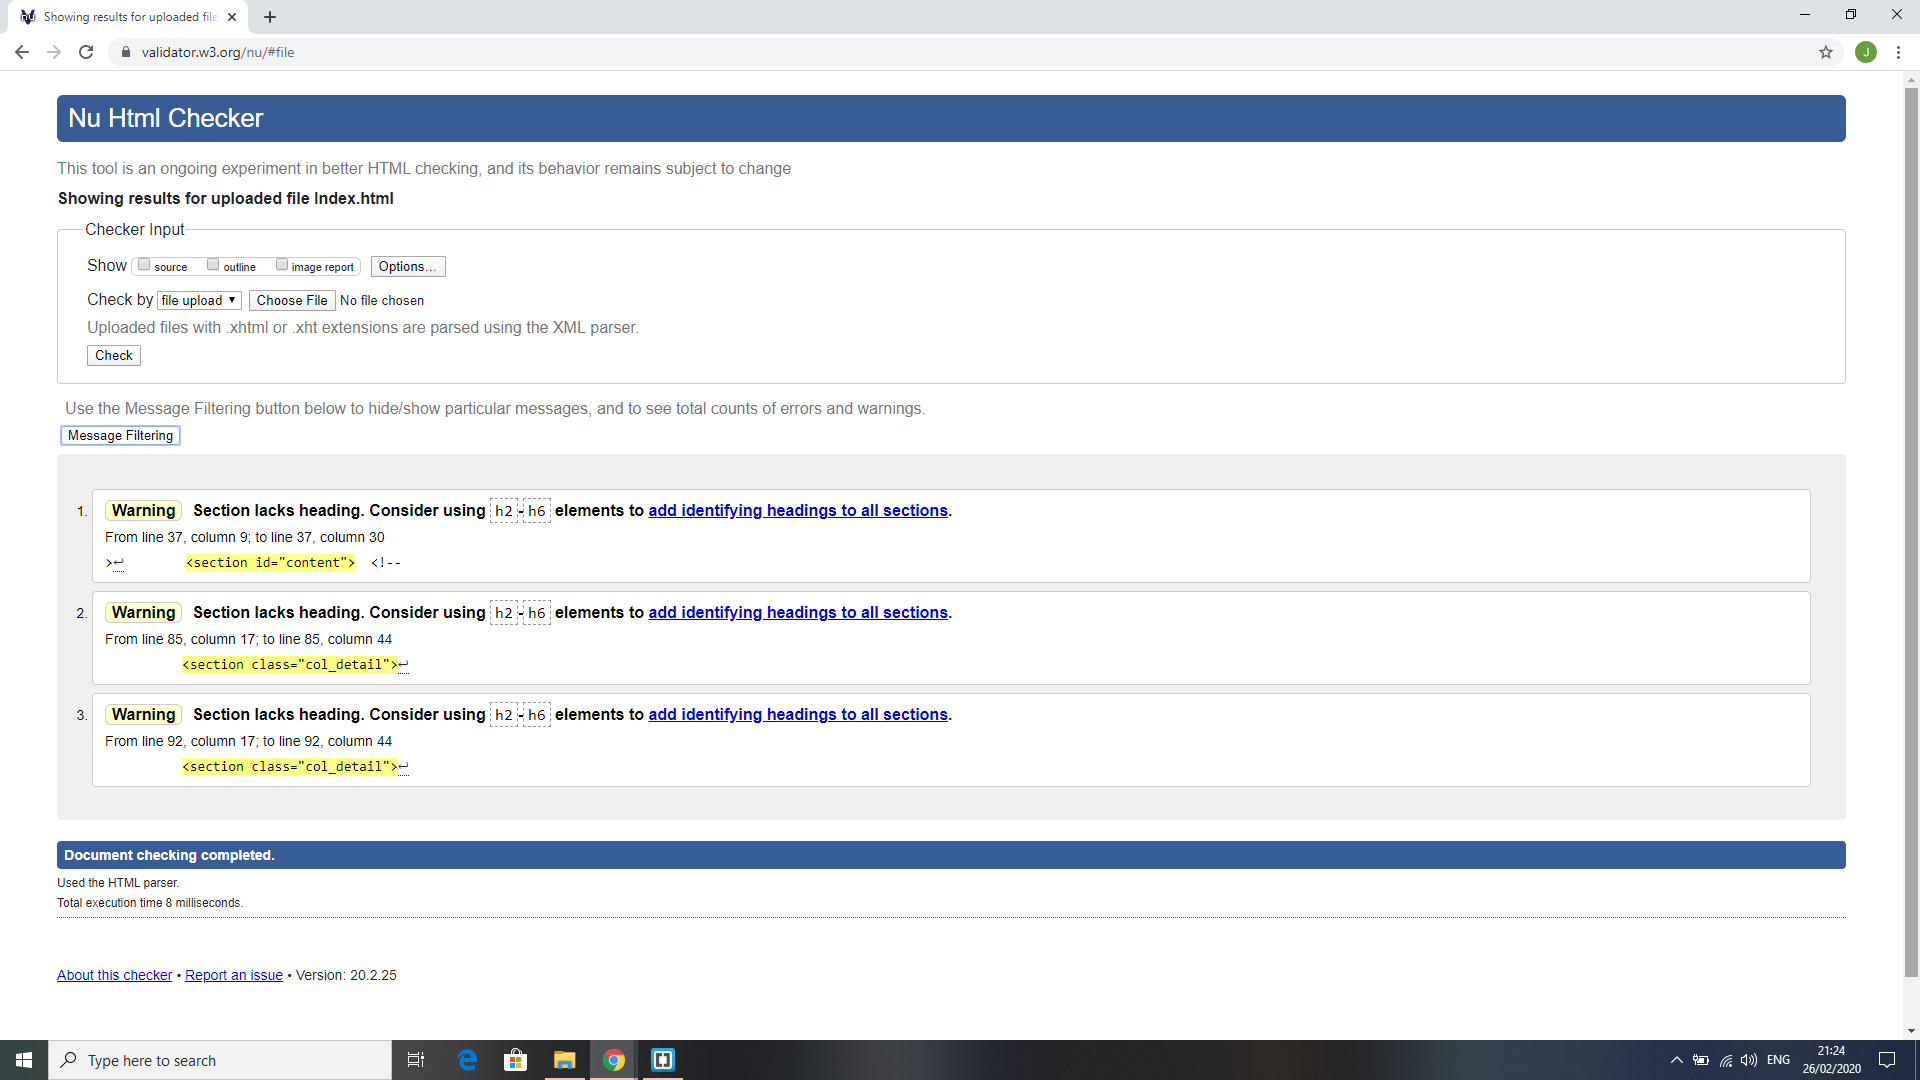 Showing results for uploaded file
validator.w3.org/nu/#file
J
Nu Html Checker
This tool is an ongoing experiment in better HTML checking, and its behavior remains subject to change
Showing results for uploaded file Index.html
Checker Input
Show source outline image report Options...
Check by file upload Choose File No file chosen
Uploaded files with .xhtml or .xht extensions are parsed using the XML parser.
Check
Use the Message Filtering button below to hide/show particular messages, and to see total counts of errors and warnings.
Message Filtering
1. Warning Section lacks heading. Consider using h2-h6 elements to add identifying headings to all sections.
From line 37, column 9; to line 37, column 30
>↩ <section id="content"> <!--
2. Warning Section lacks heading. Consider using h2-h6 elements to add identifying headings to all sections.
From line 85, column 17; to line 85, column 44
<section class="col_detail">↩
3. Warning Section lacks heading. Consider using h2-h6 elements to add identifying headings to all sections.
From line 92, column 17; to line 92, column 44
<section class="col_detail">↩
Document checking completed.
Used the HTML parser.
Total execution time 8 milliseconds.
About this checker • Report an issue • Version: 20.2.25
Type here to search
ENG
21:24
26/02/2020